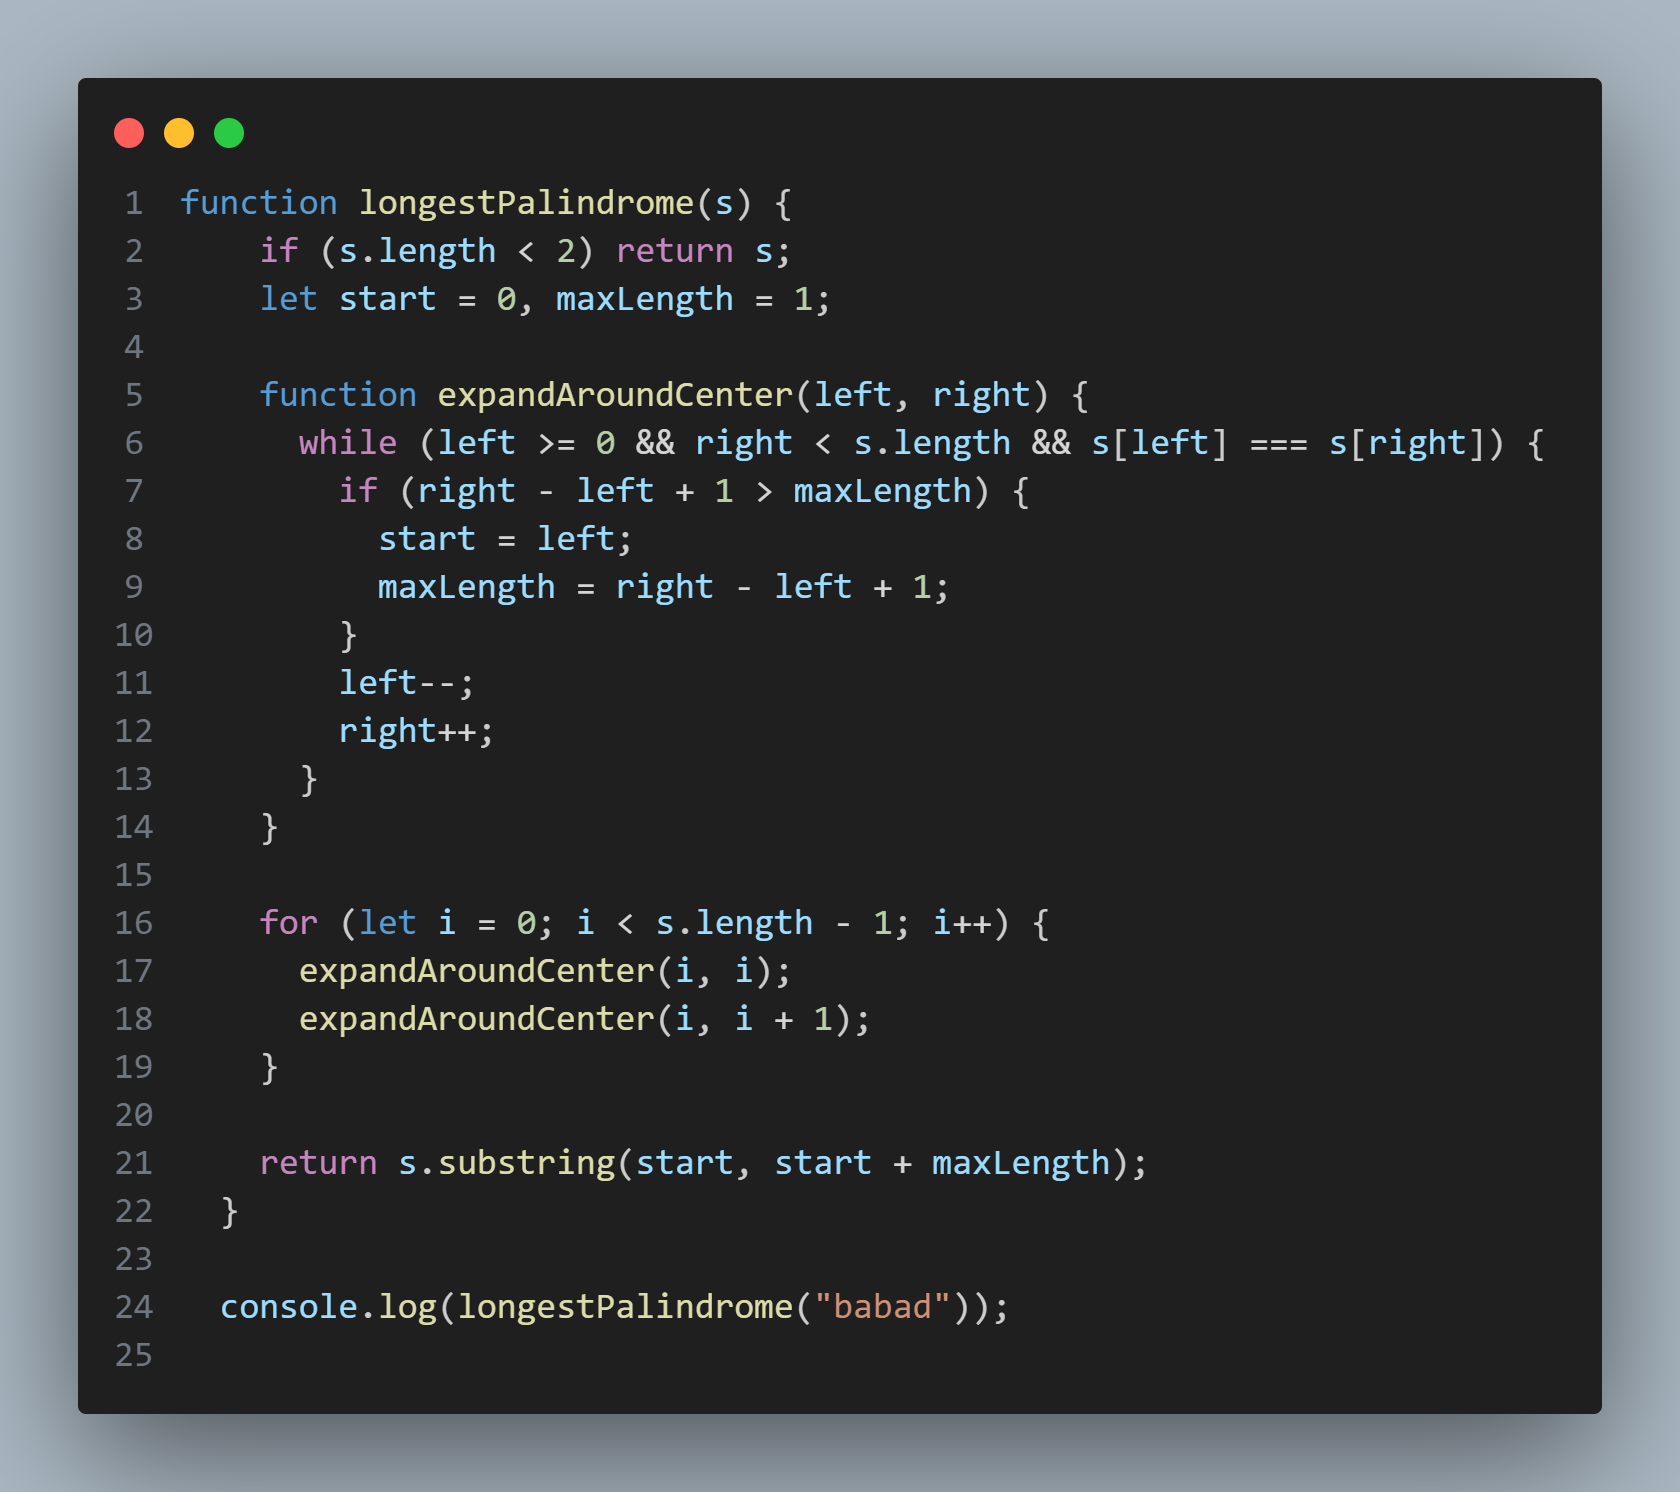 1 function longestPalindrome(s) {
2     if (s.length < 2) return s;
3     let start = 0, maxLength = 1;
4
5     function expandAroundCenter(left, right) {
6       while (left >= 0 && right < s.length && s[left] === s[right]) {
7         if (right - left + 1 > maxLength) {
8           start = left;
9           maxLength = right - left + 1;
10         }
11         left--;
12         right++;
13       }
14     }
15
16     for (let i = 0; i < s.length - 1; i++) {
17       expandAroundCenter(i, i);
18       expandAroundCenter(i, i + 1);
19     }
20
21     return s.substring(start, start + maxLength);
22   }
23
24   console.log(longestPalindrome("babad"));
25